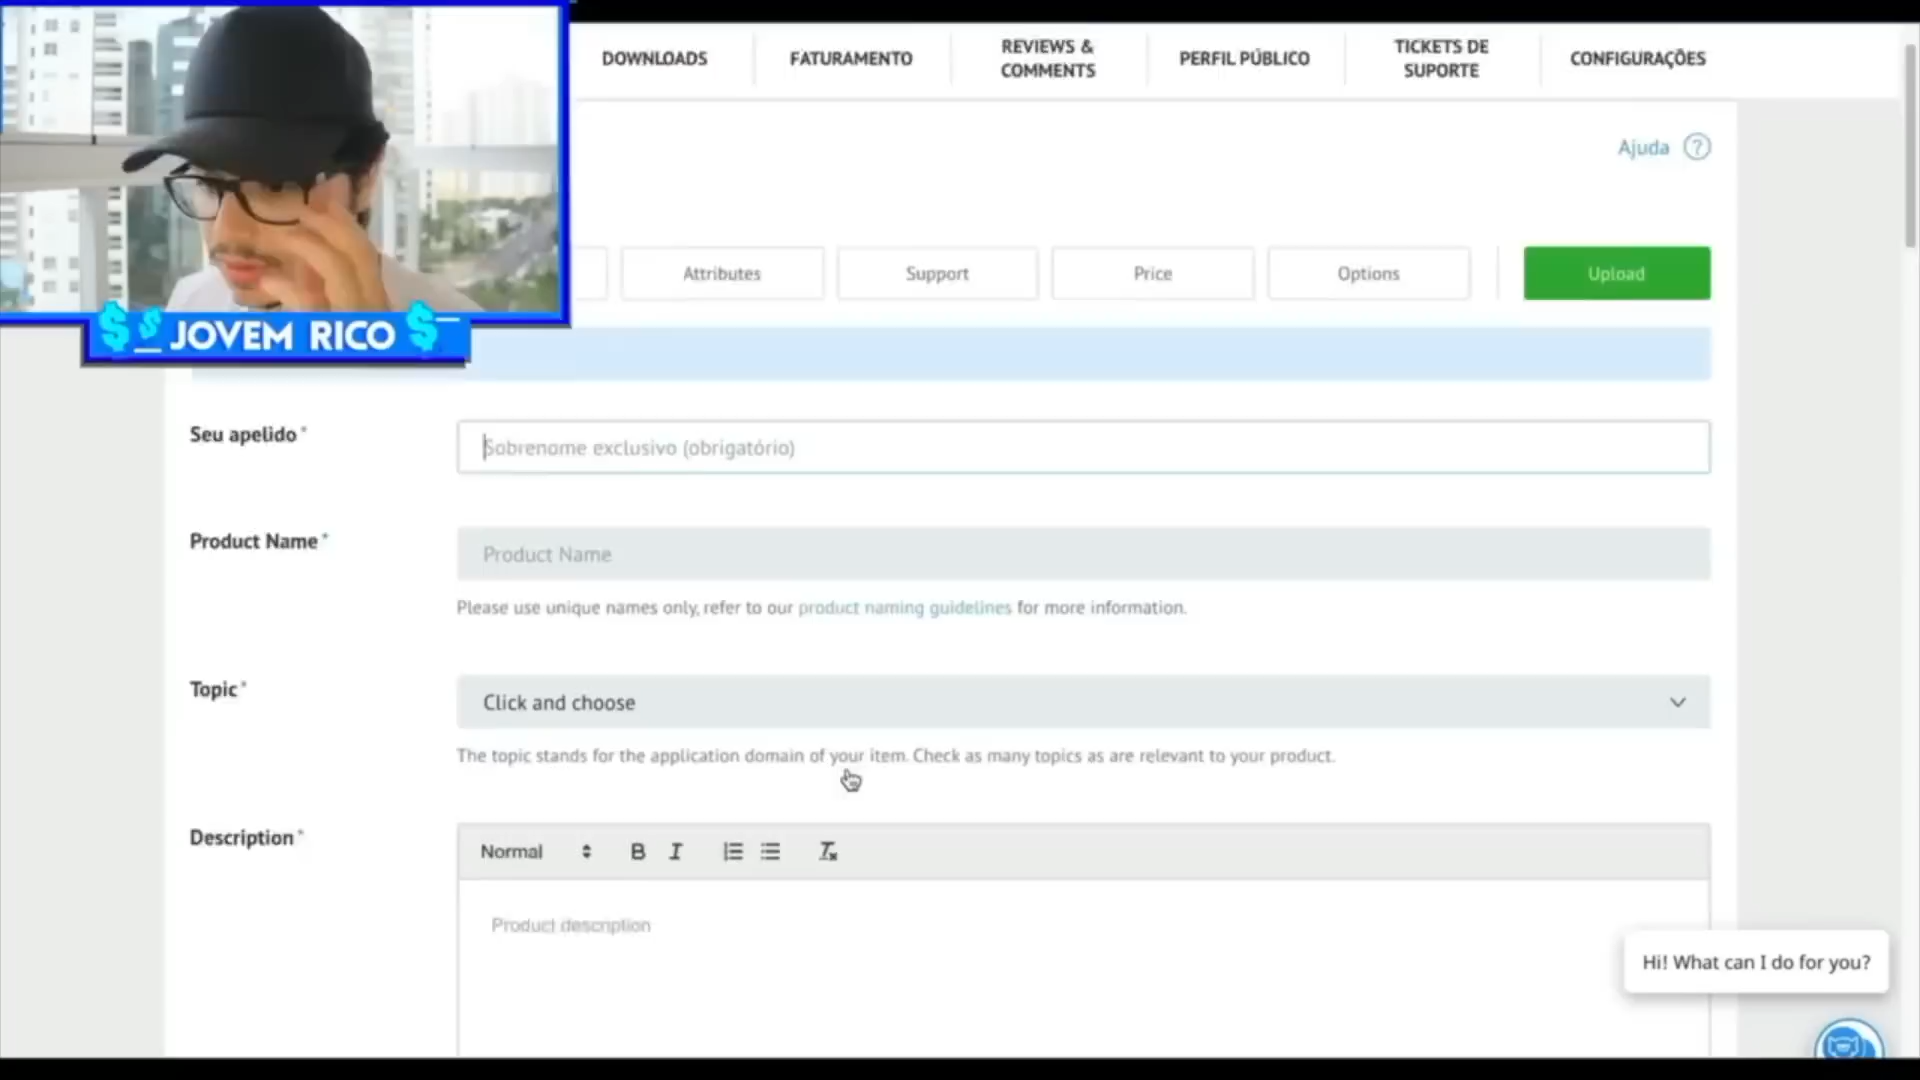 DOWNLOADS
FATURAMENTO
REVIEWS &
COMMENTS
PERFIL PÚBLICO
TICKETS DE
SUPORTE
CONFIGURAÇÕES
Ajuda ?
Attributes
Support
Price
Options
Upload
$ $ JOVEM RICO $
Seu apelido *
Sobrenome exclusivo (obrigatório)
Product Name *
Product Name
Please use unique names only, refer to our product naming guidelines for more information.
Topic *
Click and choose
The topic stands for the application domain of your item. Check as many topics as are relevant to your product.
Description *
Normal B I
Product description
Hi! What can I do for you?